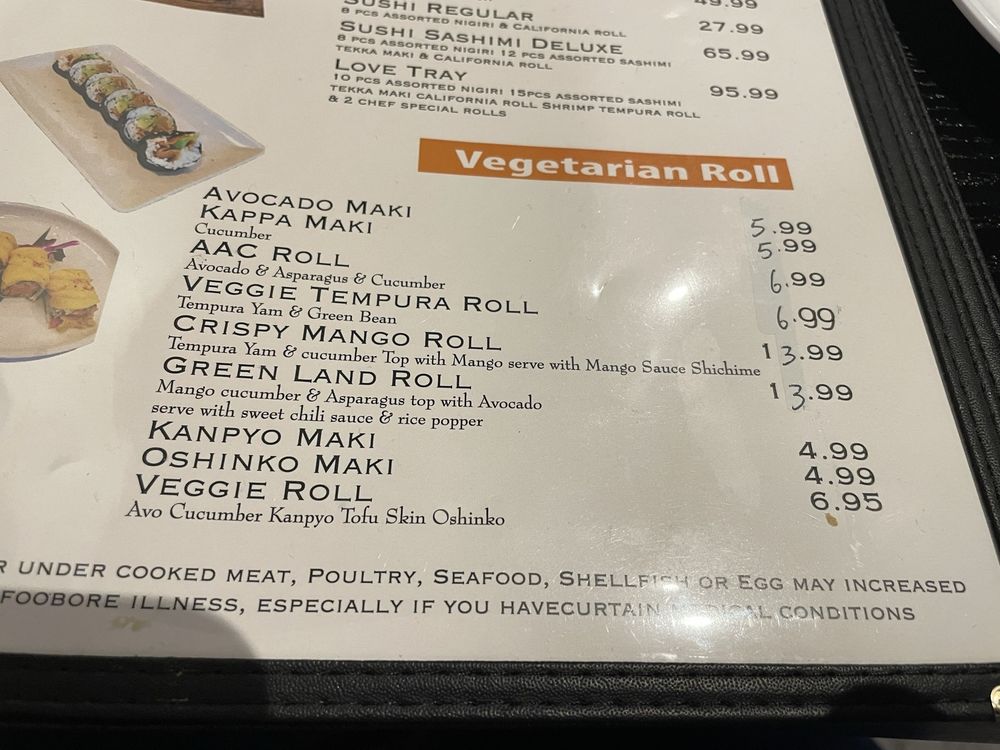 49.99
SUSHI REGULAR 27.99
8 PCS ASSORTED NIGIRI & CALIFORNIA ROLL
SUSHI SASHIMI DELUXE 65.99
8 PCS ASSORTED NIGIRI 12 PCS ASSORTED SASHIMI
TEKKA MAKI & CALIFORNIA ROLL
LOVE TRAY 95.99
10 PCS ASSORTED NIGIRI 15PCS ASSORTED SASHIMI
TEKKA MAKI CALIFORNIA ROLL SHRIMP TEMPURA ROLL
& 2 CHEF SPECIAL ROLLS
Vegetarian Roll
AVOCADO MAKI 5.99
KAPPA MAKI 5.99
Cucumber
AAC ROLL 6.99
Avocado & Asparagus & Cucumber
VEGGIE TEMPURA ROLL 6.99
Tempura Yam & Green Bean
CRISPY MANGO ROLL 13.99
Tempura Yam & cucumber Top with Mango serve with Mango Sauce Shichime
GREEN LAND ROLL 13.99
Mango cucumber & Asparagus top with Avocado
serve with sweet chili sauce & rice popper
KANPYO MAKI 4.99
OSHINKO MAKI 4.99
VEGGIE ROLL 6.95
Avo Cucumber Kanpyo Tofu Skin Oshinko
R UNDER COOKED MEAT, POULTRY, SEAFOOD, SHELLFISH OR EGG MAY INCREASED
FOOBORE ILLNESS, ESPECIALLY IF YOU HAVECURTAIN MEDICAL CONDITIONS